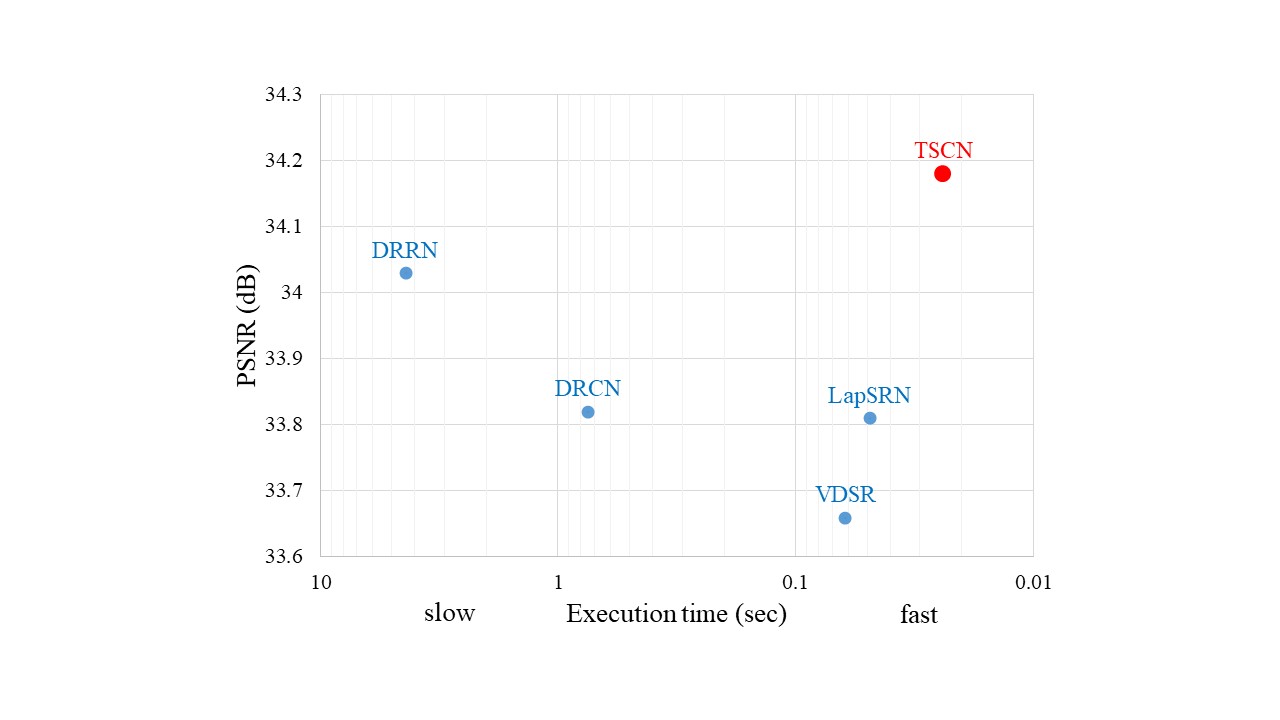 34.3
34.2
34.1
34
33.9
33.8
33.7
33.6
PSNR (dB)
TSCN
DRRN
DRCN
LapSRN
VDSR
10
1
0.1
0.01
slow
Execution time (sec)
fast